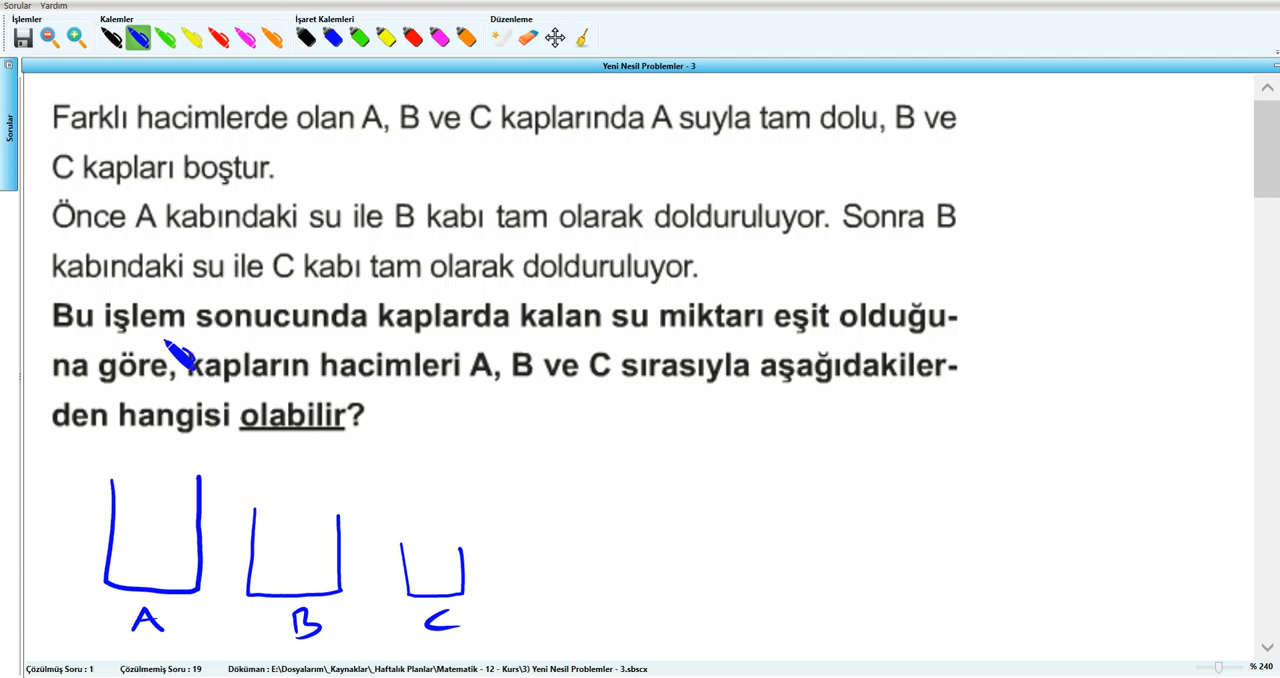 Sorular Yardım
İşlemler Kalemler İşaret Kalemleri Düzenleme
Yeni Nesil Problemler - 3
Sorular
Farklı hacimlerde olan A, B ve C kaplarında A suyla tam dolu, B ve
C kapları boştur.
Önce A kabındaki su ile B kabı tam olarak dolduruluyor. Sonra B
kabındaki su ile C kabı tam olarak dolduruluyor.
Bu işlem sonucunda kaplarda kalan su miktarı eşit olduğu-
na göre, kapların hacimleri A, B ve C sırasıyla aşağıdakiler-
den hangisi olabilir?
A B C
Çözülmüş Soru : 1 Çözülmemiş Soru : 19 Döküman : E:\Dosyalarım\_Kaynaklar\_Haftalık Planlar\Matematik - 12 - Kurs\3) Yeni Nesil Problemler - 3.sbscx % 240